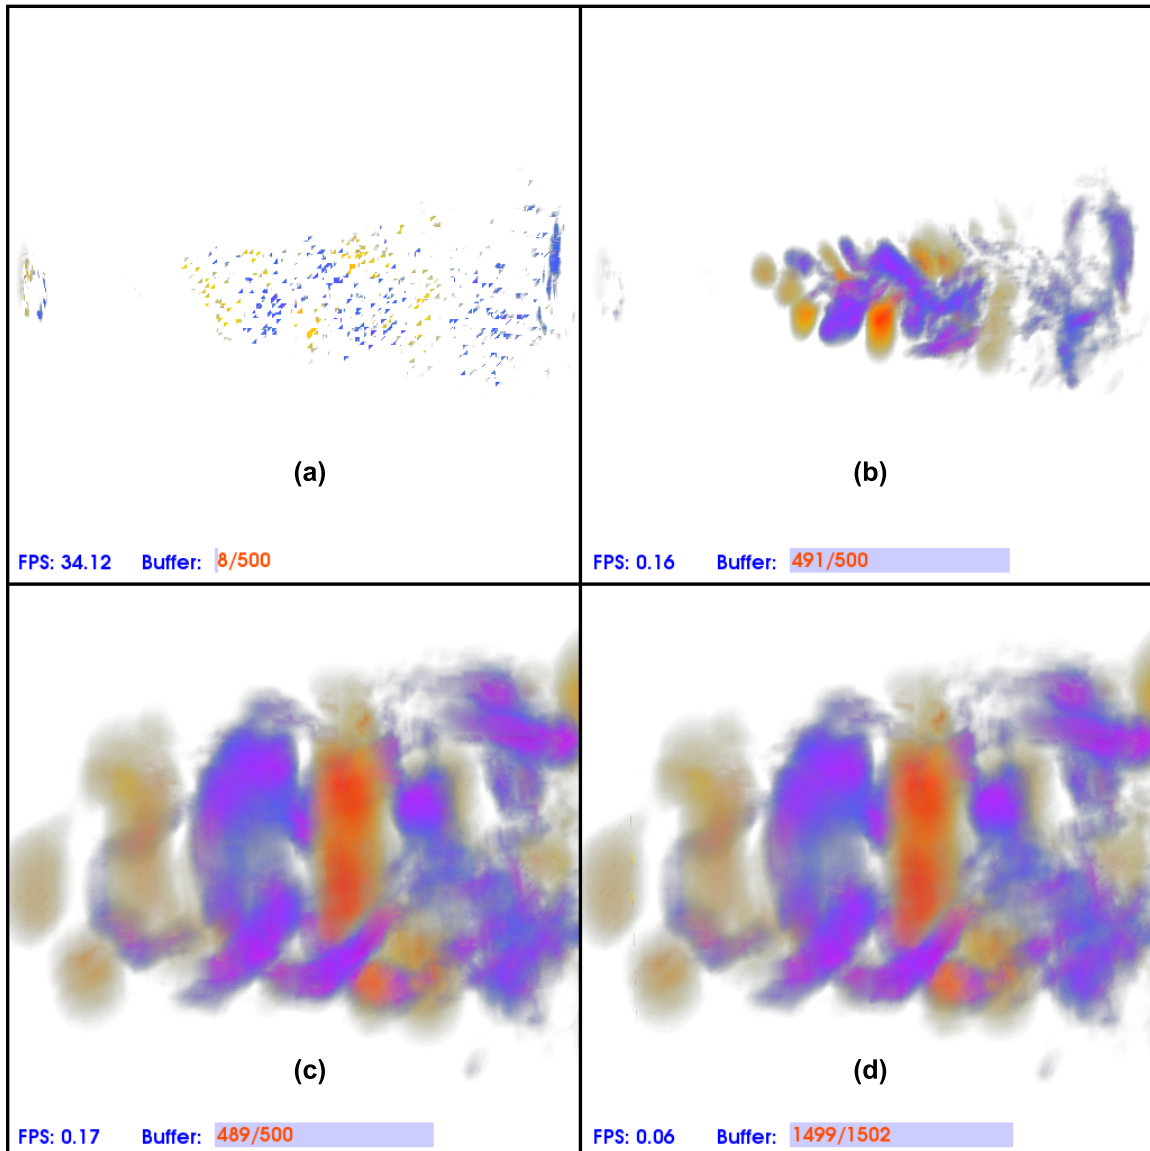 (a)
FPS: 34.12 Buffer: 8/500
(b)
FPS: 0.16 Buffer: 491/500
(c)
FPS: 0.17 Buffer: 489/500
(d)
FPS: 0.06 Buffer: 1499/1502